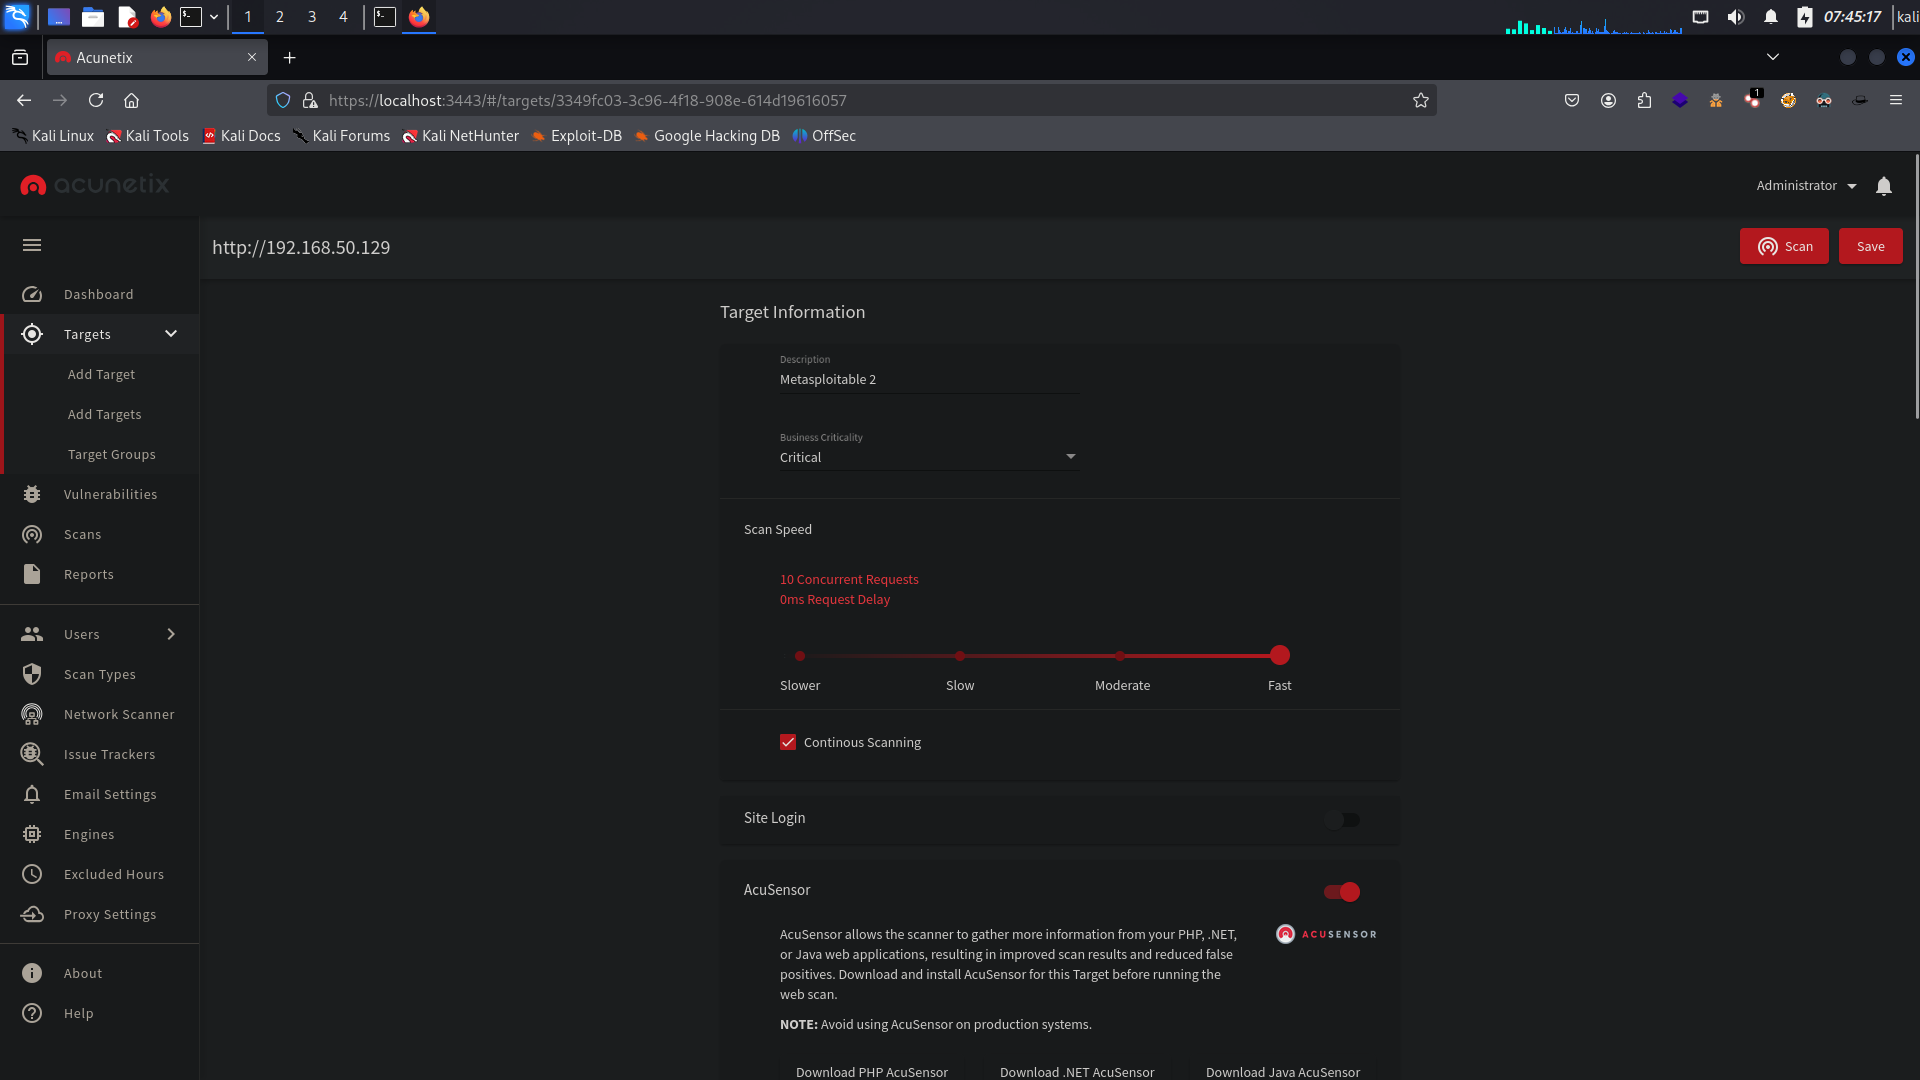 1 2 3 4
07:45:17
kali
Acunetix
https://localhost:3443/#/targets/3349fc03-3c96-4f18-908e-614d19616057
1
Kali Linux
Kali Tools
Kali Docs
Kali Forums
Kali NetHunter
Exploit-DB
Google Hacking DB
OffSec
acunetix
Administrator
http://192.168.50.129
Scan
Save
Dashboard
Targets
Add Target
Add Targets
Target Groups
Vulnerabilities
Scans
Reports
Users
Scan Types
Network Scanner
Issue Trackers
Email Settings
Engines
Excluded Hours
Proxy Settings
About
Help
Target Information
Description
Metasploitable 2
Business Criticality
Critical
Scan Speed
10 Concurrent Requests
0ms Request Delay
Slower
Slow
Moderate
Fast
Continous Scanning
Site Login
AcuSensor
AcuSensor allows the scanner to gather more information from your PHP, .NET,
or Java web applications, resulting in improved scan results and reduced false
positives. Download and install AcuSensor for this Target before running the
web scan.
ACUSENSOR
NOTE: Avoid using AcuSensor on production systems.
Download PHP AcuSensor
Download .NET AcuSensor
Download Java AcuSensor